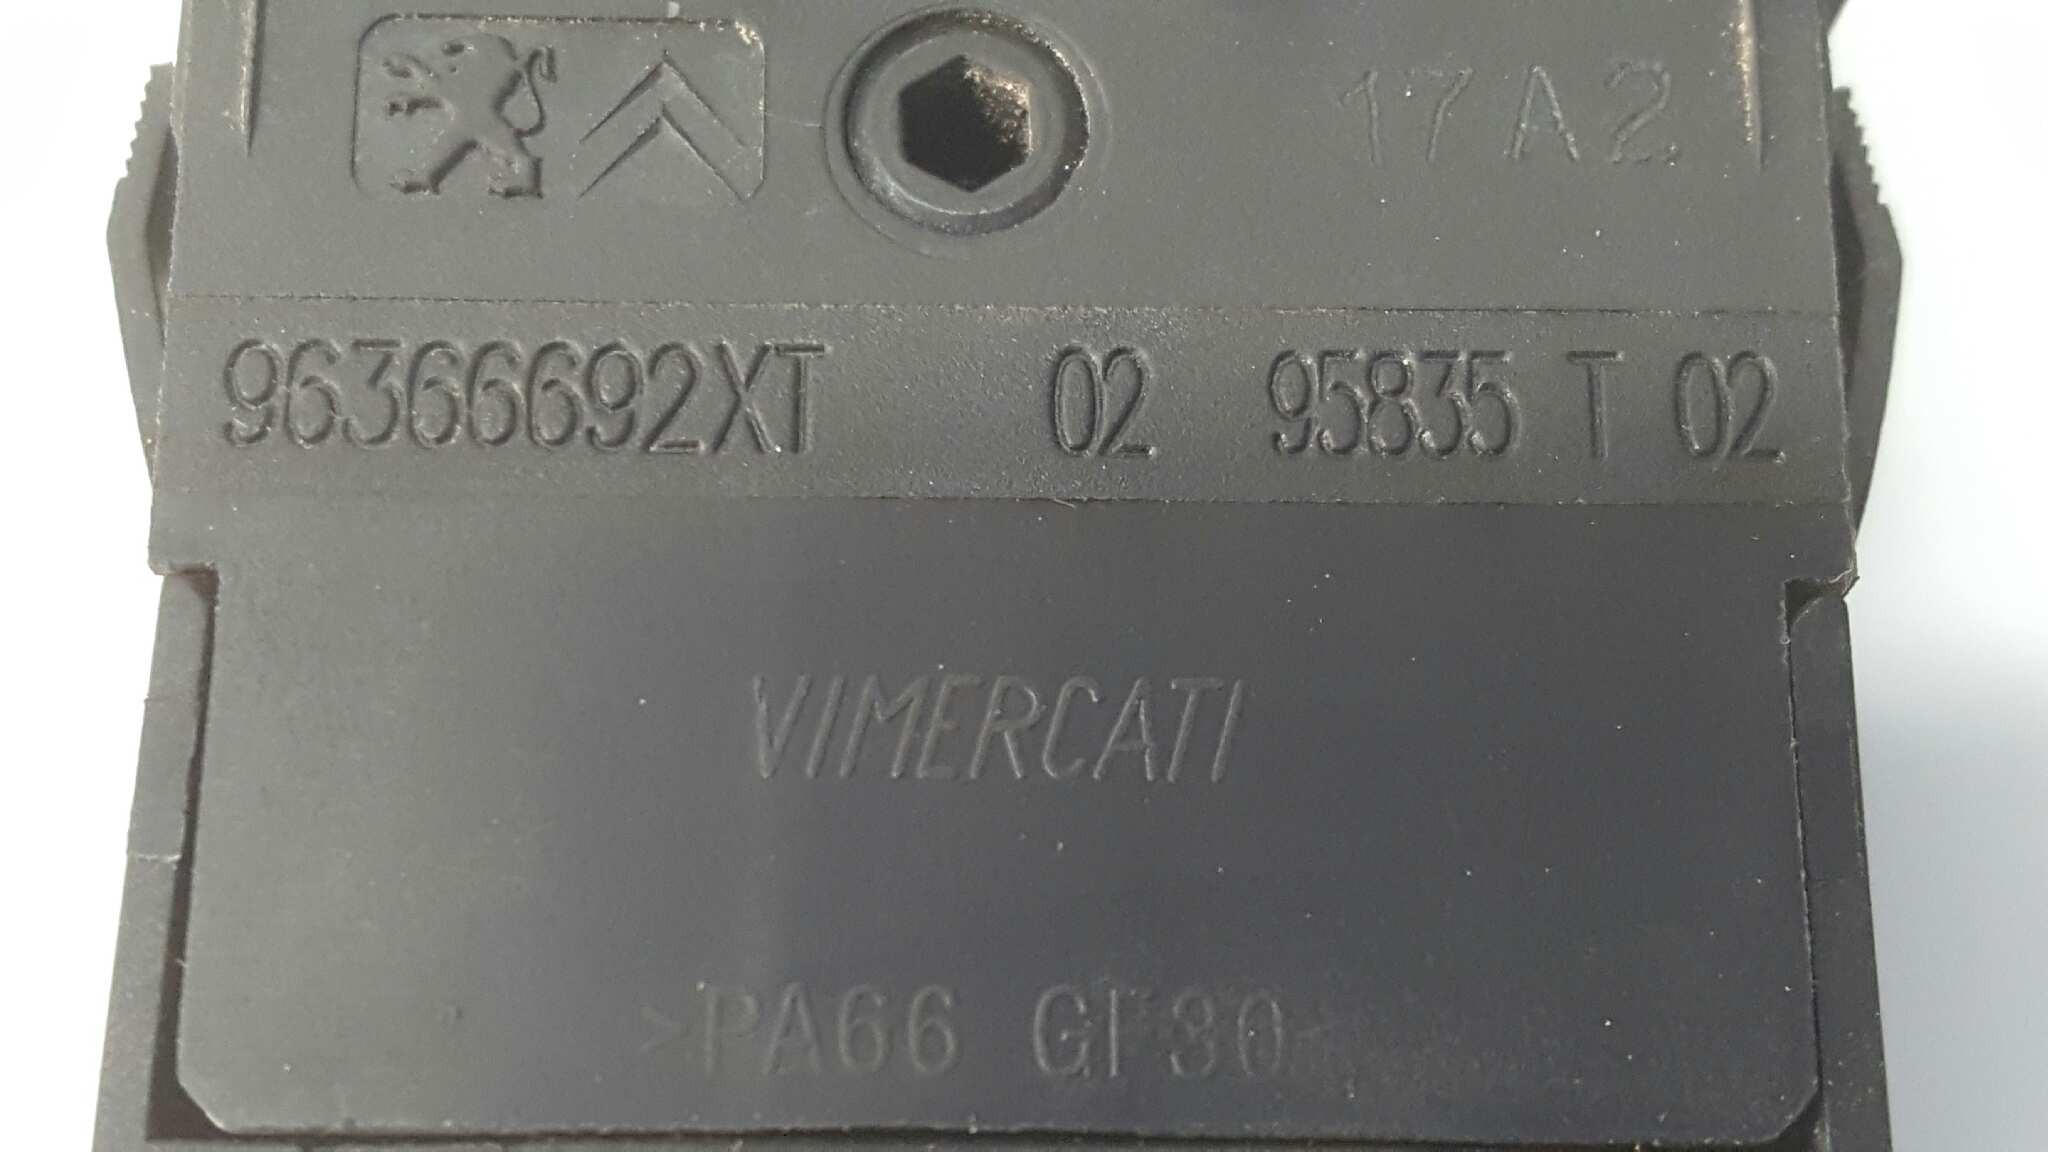 17A2
96366692XT 02 95835 T 02
VIMERCATI
>PA66 GF30<